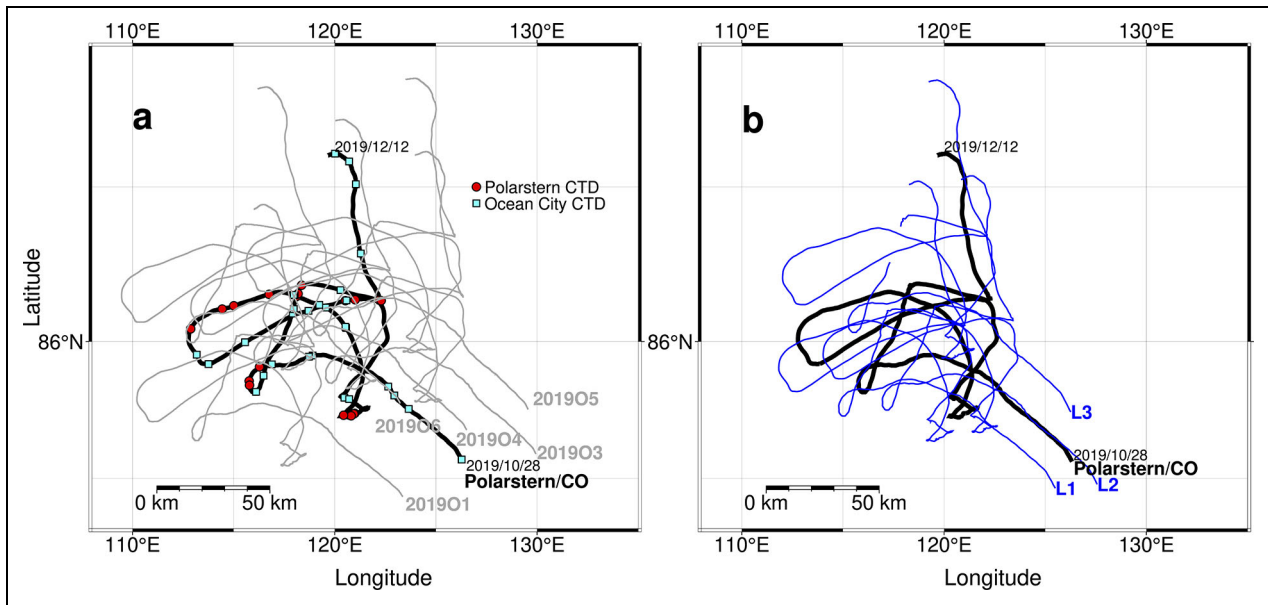 110°E 120°E 130°E
a
2019/12/12
Polarstern CTD
Ocean City CTD
Latitude
86°N
2019O5
2019O6
2019O4
2019O3
2019/10/28
Polarstern/CO
2019O1
0 km 50 km
110°E 120°E 130°E
Longitude
110°E 120°E 130°E
b
2019/12/12
86°N
L3
2019/10/28
Polarstern/CO
L1 L2
0 km 50 km
110°E 120°E 130°E
Longitude